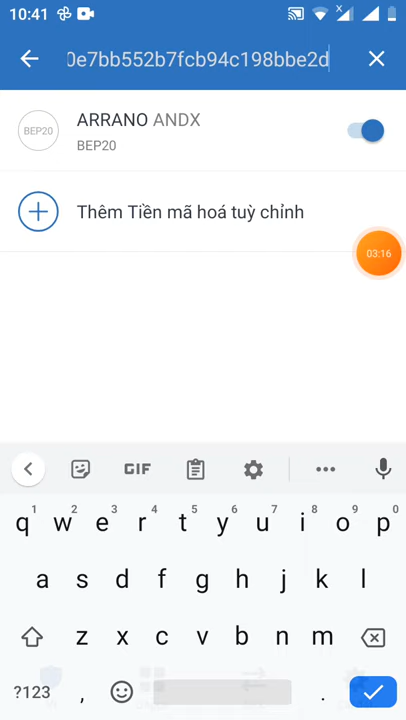 10:41
0e7bb552b7fcb94c198bbe2d
BEP20
ARRANO ANDX
BEP20
Thêm Tiền mã hoá tuỳ chỉnh
03:16
GIF
1 2 3 4 5 6 7 8 9 0
q w e r t y u i o p
a s d f g h j k l
z x c v b n m
?123 , .